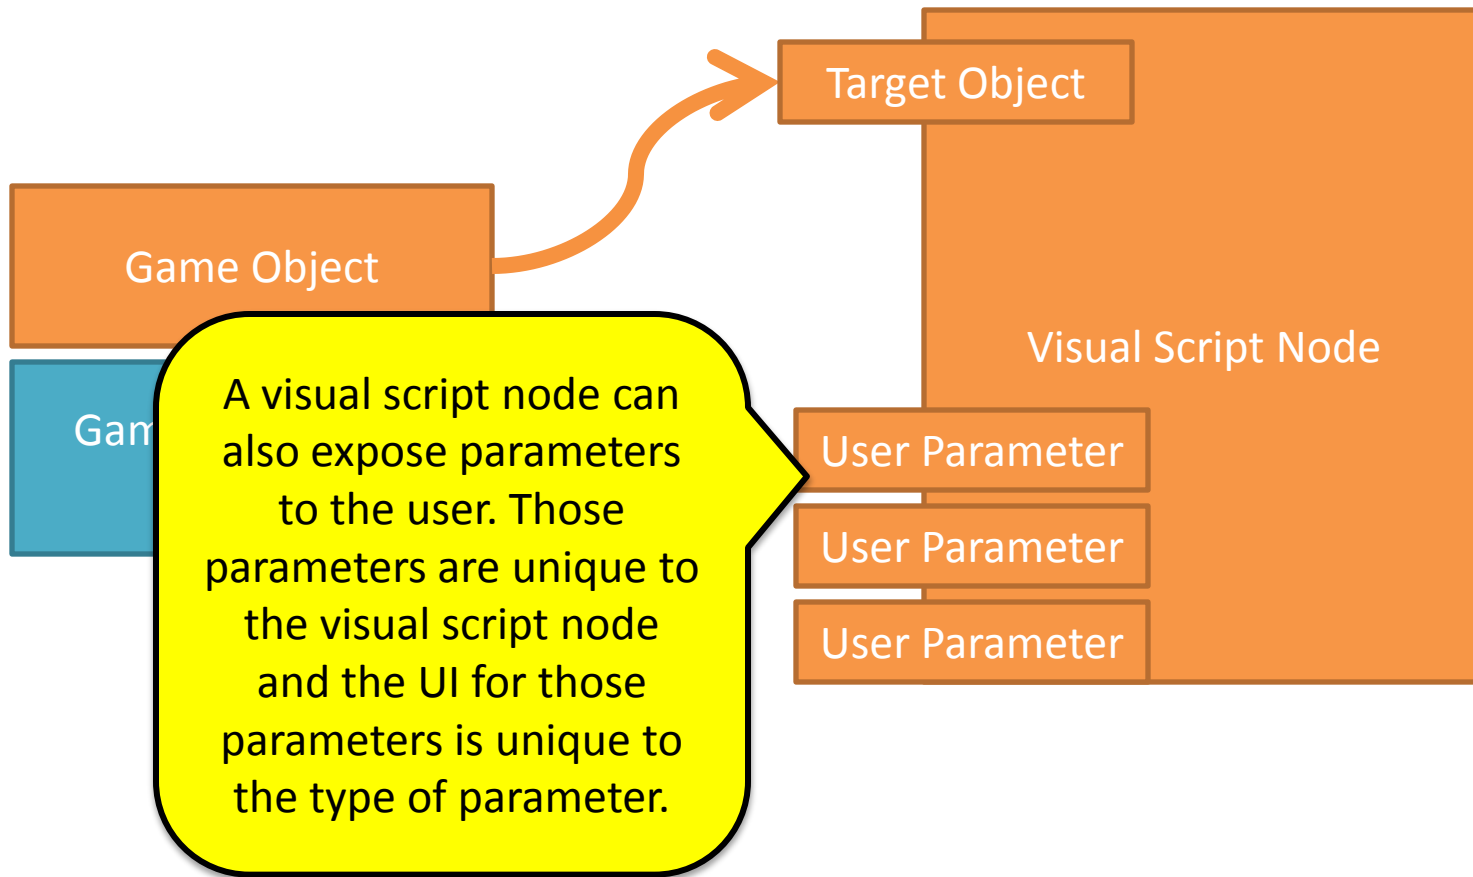 Target Object
Game Object
Visual Script Node
A visual script node can
also expose parameters
to the user. Those
parameters are unique to
the visual script node
and the UI for those
parameters is unique to
the type of parameter.
User Parameter
User Parameter
User Parameter